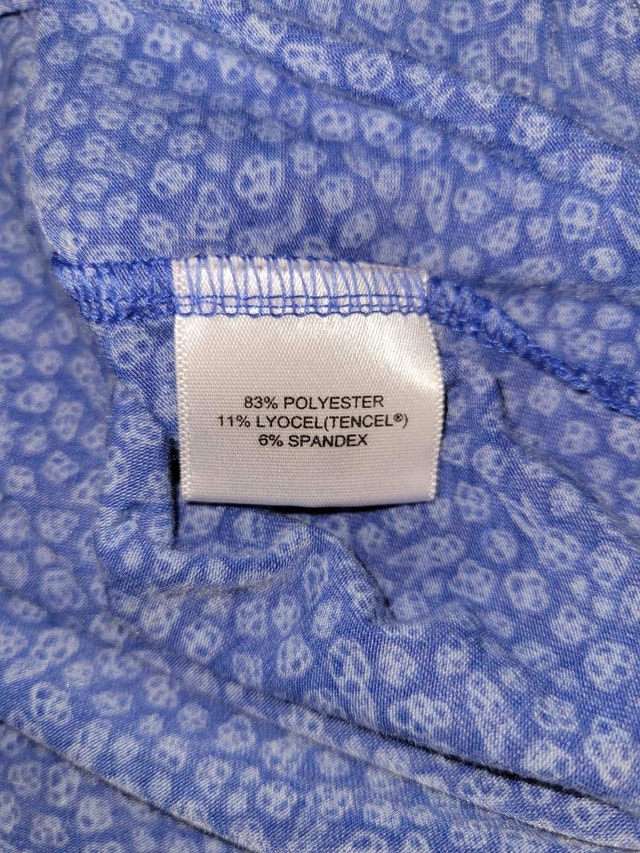 83% POLYESTER
11% LYOCEL(TENCEL®)
6% SPANDEX